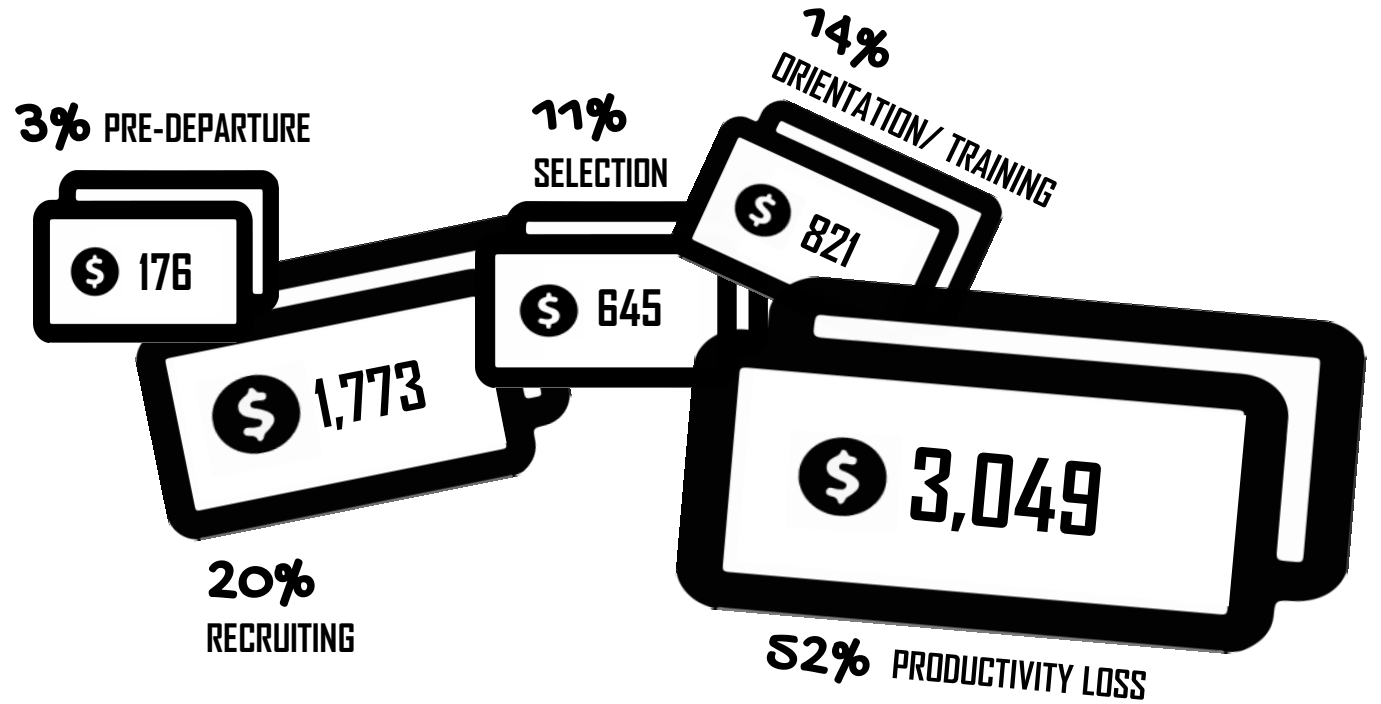 3% PRE-DEPARTURE
$ 176
20%
RECRUITING
$ 1,773
11%
SELECTION
$ 645
14%
ORIENTATION/ TRAINING
$ 821
52% PRODUCTIVITY LOSS
$ 3,049